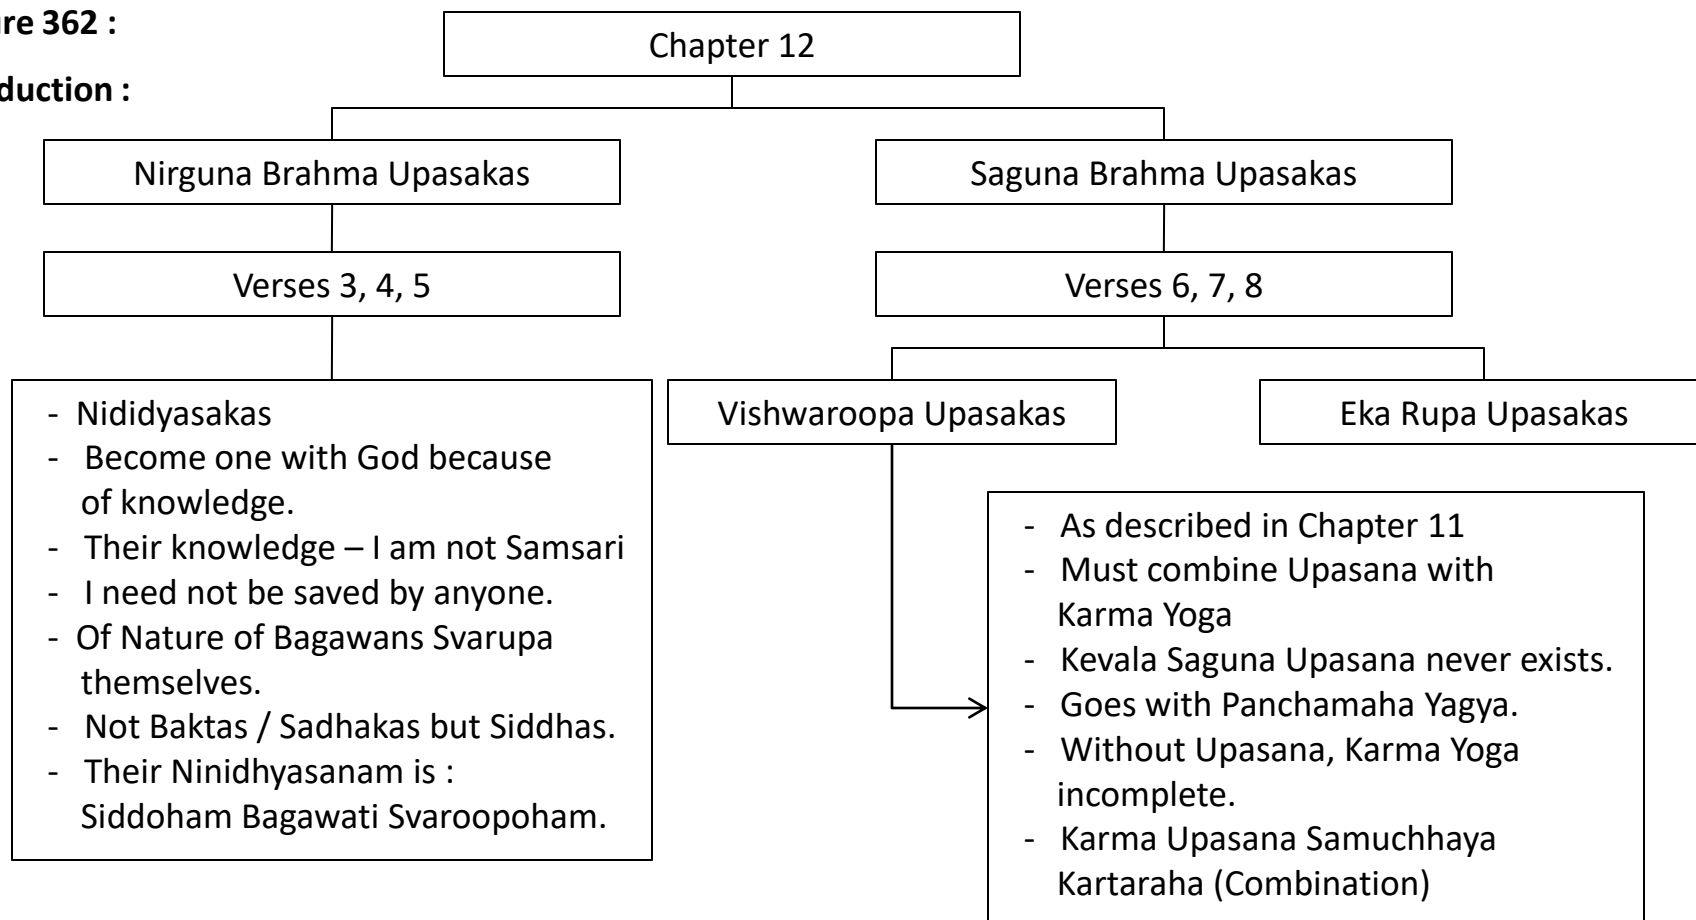 ure 362 :
duction :
Chapter 12
Nirguna Brahma Upasakas
Saguna Brahma Upasakas
Verses 3, 4, 5
Verses 6, 7, 8
- Nididyasakas
- Become one with God because
of knowledge.
- Their knowledge – I am not Samsari
- I need not be saved by anyone.
- Of Nature of Bagawans Svarupa
themselves.
- Not Baktas / Sadhakas but Siddhas.
- Their Ninidhyasanam is :
Siddoham Bagawati Svaroopoham.
Vishwaroopa Upasakas
Eka Rupa Upasakas
- As described in Chapter 11
- Must combine Upasana with
Karma Yoga
- Kevala Saguna Upasana never exists.
- Goes with Panchamaha Yagya.
- Without Upasana, Karma Yoga
incomplete.
- Karma Upasana Samuchhaya
Kartaraha (Combination)